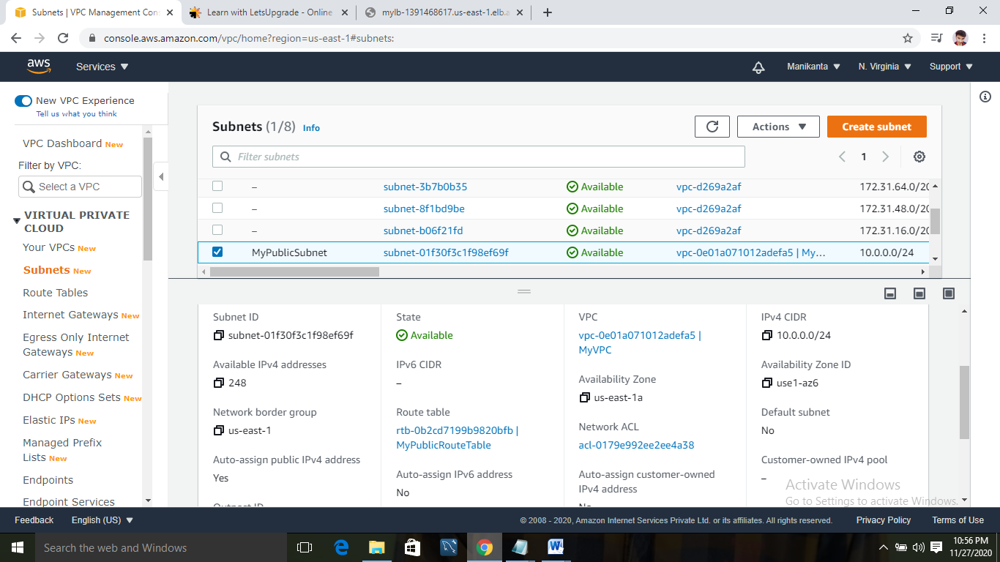 Subnets | VPC Management Con
Learn with LetsUpgrade - Online
mylb-1391468617.us-east-1.elb.a
console.aws.amazon.com/vpc/home?region=us-east-1#subnets:
aws
Services
Manikanta
N. Virginia
Support
New VPC Experience
Tell us what you think
VPC Dashboard New
Filter by VPC:
Select a VPC
VIRTUAL PRIVATE
CLOUD
Your VPCs New
Subnets New
Route Tables
Internet Gateways New
Egress Only Internet
Gateways New
Carrier Gateways New
DHCP Options Sets New
Elastic IPs New
Managed Prefix
Lists New
Endpoints
Endpoint Services
Subnets (1/8) Info
Actions
Create subnet
Filter subnets
1
– subnet-3b7b0b35 Available vpc-d269a2af 172.31.64.0/20
– subnet-8f1bd9be Available vpc-d269a2af 172.31.48.0/20
– subnet-b06f21fd Available vpc-d269a2af 172.31.16.0/20
MyPublicSubnet subnet-01f30f3c1f98ef69f Available vpc-0e01a071012adefa5 | My… 10.0.0.0/24
Subnet ID
subnet-01f30f3c1f98ef69f
Available IPv4 addresses
248
Network border group
us-east-1
Auto-assign public IPv4 address
Yes
Outpost ID
State
Available
IPv6 CIDR
–
Route table
rtb-0b2cd7199b9820bfb |
MyPublicRouteTable
Auto-assign IPv6 address
No
VPC
vpc-0e01a071012adefa5 |
MyVPC
Availability Zone
us-east-1a
Network ACL
acl-0179e992ee2ee4a38
Auto-assign customer-owned
IPv4 address
No
IPv4 CIDR
10.0.0.0/24
Availability Zone ID
use1-az6
Default subnet
No
Customer-owned IPv4 pool
–
Activate Windows
Go to Settings to activate Windows.
Feedback
English (US)
© 2008 - 2020, Amazon Internet Services Private Ltd. or its affiliates. All rights reserved.
Privacy Policy
Terms of Use
Search the web and Windows
10:56 PM
11/27/2020